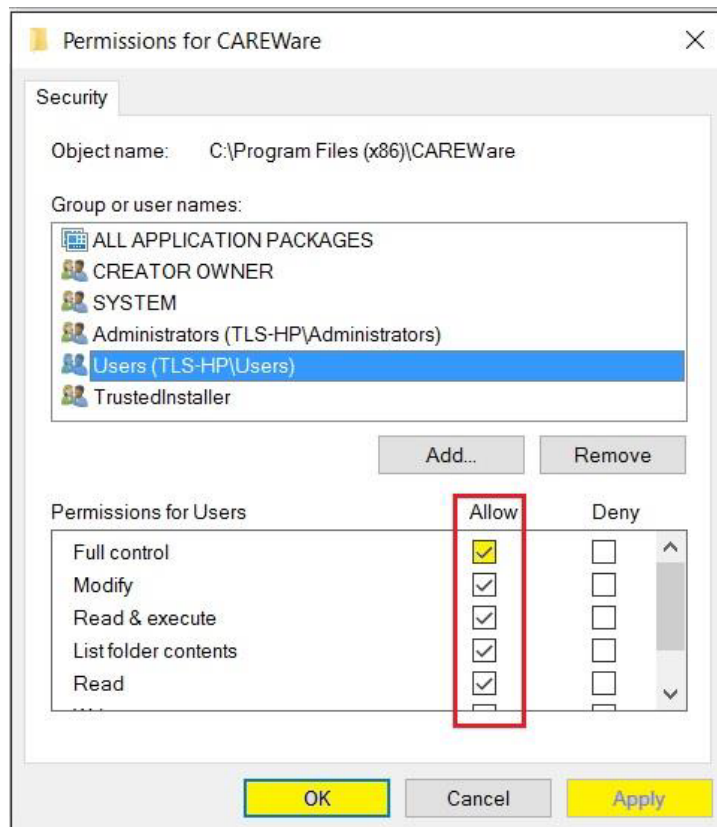 Permissions for CAREWare
Security
Object name: C:\Program Files (x86)\CAREWare
Group or user names:
ALL APPLICATION PACKAGES
CREATOR OWNER
SYSTEM
Administrators (TLS-HP\Administrators)
Users (TLS-HP\Users)
TrustedInstaller
Add... Remove
Permissions for Users Allow Deny
Full control
Modify
Read & execute
List folder contents
Read
OK Cancel Apply